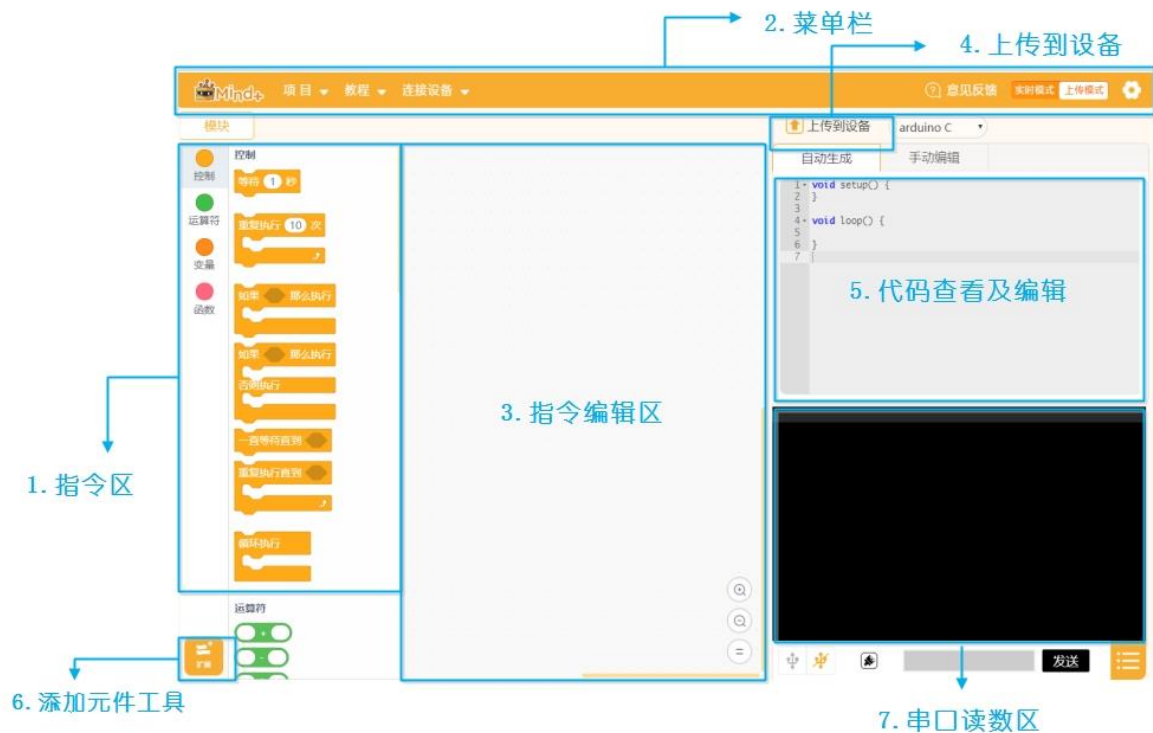 2. 菜单栏
4. 上传到设备
Mind+ 项目 教程 连接设备 意见反馈 实时模式 上传模式
模块
上传到设备 arduino C
自动生成 手动编辑
控制
运算符
变量
函数
控制
等待 1 秒
重复执行 10 次
如果 那么执行
如果 那么执行
否则执行
一直等待直到
重复执行直到
循环执行
运算符
+
-
扩展
1 void setup() {
2 }
3
4 void loop() {
5
6 }
7
5. 代码查看及编辑
3. 指令编辑区
1. 指令区
发送
6. 添加元件工具
7. 串口读数区